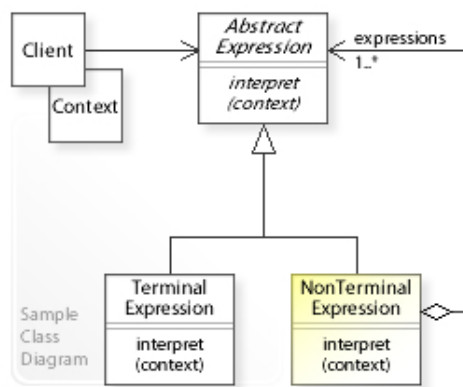 Client
Context
Abstract
Expression
interpret
(context)
expressions
1..*
Terminal
Expression
interpret
(context)
NonTerminal
Expression
interpret
(context)
Sample
Class
Diagram